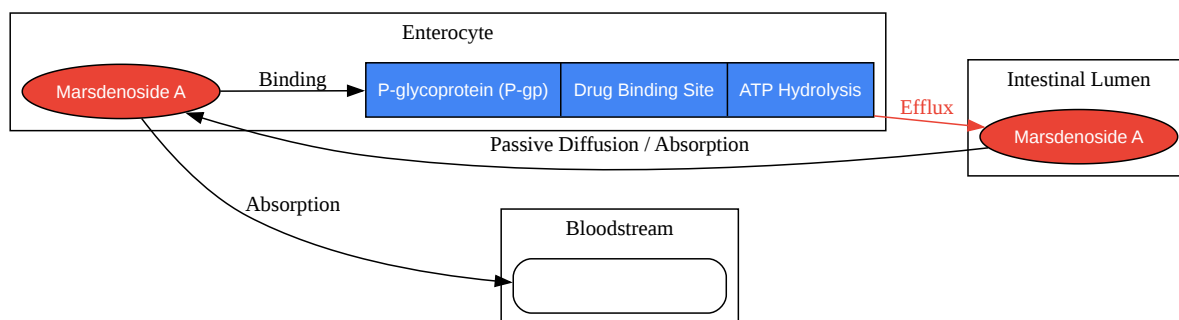 Enterocyte
Marsdenoside A
Binding
P-glycoprotein (P-gp)
Drug Binding Site
ATP Hydrolysis
Efflux
Intestinal Lumen
Marsdenoside A
Passive Diffusion / Absorption
Absorption
Bloodstream